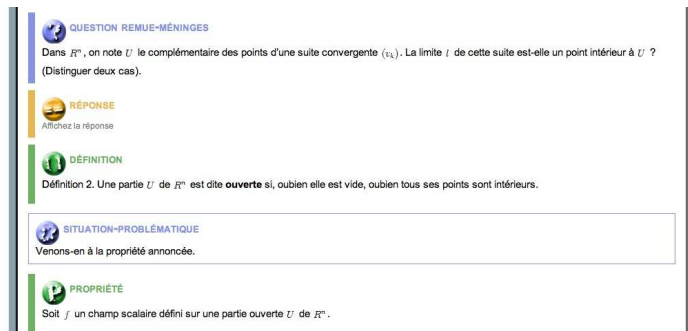 QUESTION REMUE-MÉNINGES
Dans Rⁿ, on note U le complémentaire des points d'une suite convergente (vₖ). La limite l de cette suite est-elle un point intérieur à U ?
(Distinguer deux cas).
RÉPONSE
Affichez la réponse
DÉFINITION
Définition 2. Une partie U de Rⁿ est dite ouverte si, oubien elle est vide, oubien tous ses points sont intérieurs.
SITUATION-PROBLÉMATIQUE
Venons-en à la propriété annoncée.
PROPRIÉTÉ
Soit f un champ scalaire défini sur une partie ouverte U de Rⁿ.